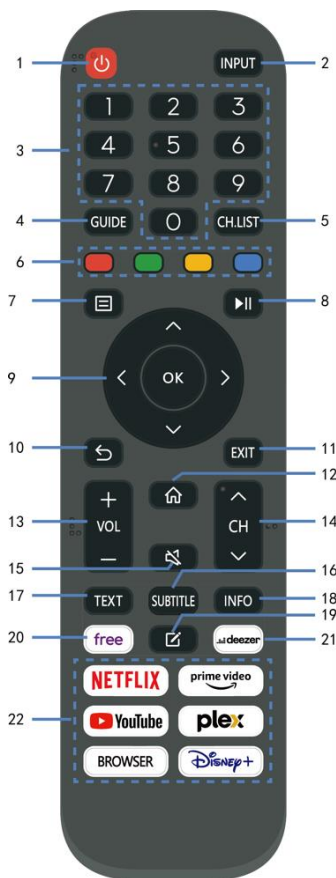 1 INPUT 2
1 2 3
3
4 5 6
7 8 9
4 GUIDE 0 CH.LIST 5
6
7 8
9 OK
10 EXIT 11
12
+
13 VOL CH 14
−
15 16
17 TEXT SUBTITLE INFO 18
19
20 free deezer 21
NETFLIX prime video
22 YouTube plex
BROWSER Disney+